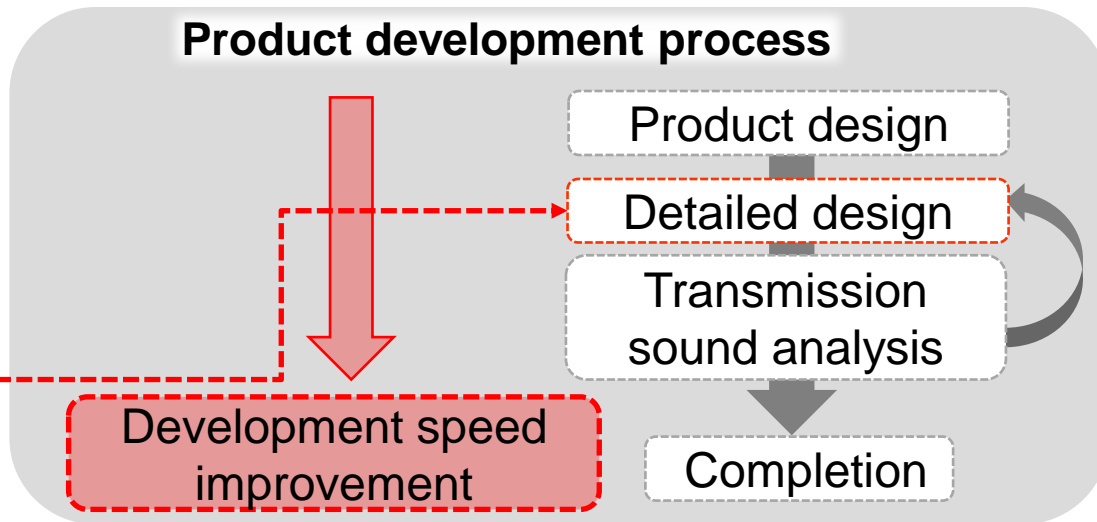 Product development process
Product design
Detailed design
Transmission
sound analysis
Development speed
improvement
Completion